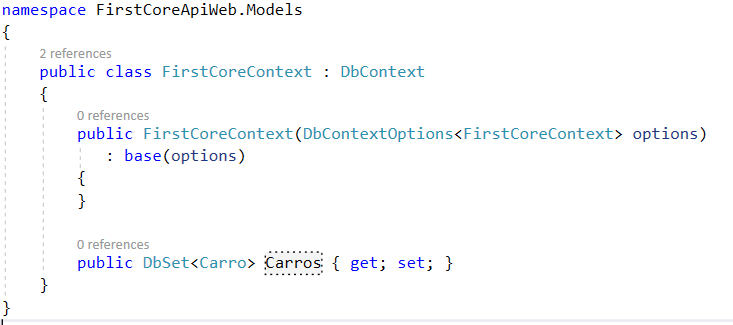 namespace FirstCoreApiWeb.Models
{
2 references
public class FirstCoreContext : DbContext
{
0 references
public FirstCoreContext(DbContextOptions<FirstCoreContext> options)
: base(options)
{
}
0 references
public DbSet<Carro> Carros { get; set; }
}
}